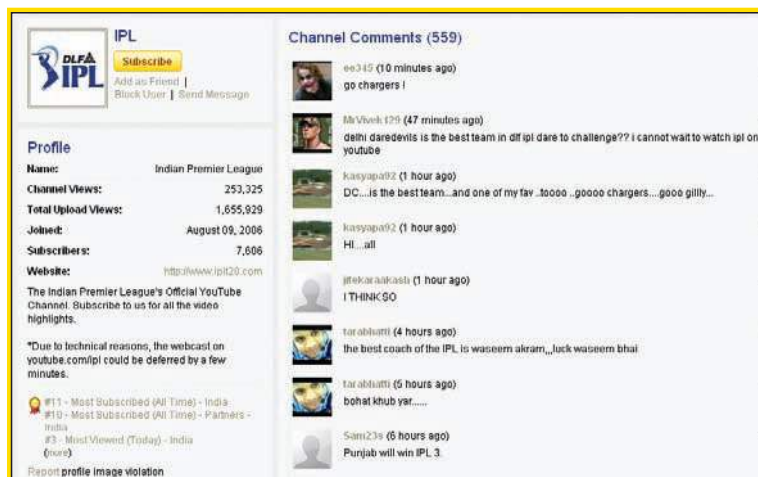 DLF
IPL
IPL
Subscribe
Add as Friend |
Block User | Send Message
Profile
Name: Indian Premier League
Channel Views: 253,325
Total Upload Views: 1,655,929
Joined: August 09, 2006
Subscribers: 7,606
Website: http://www.iplt20.com
The Indian Premier League's Official YouTube
Channel. Subscribe to us for all the video
highlights.
*Due to technical reasons, the webcast on
youtube.com/ipl could be deferred by a few
minutes.
#11 - Most Subscribed (All Time) - India
#10 - Most Subscribed (All Time) - Partners -
India
#3 - Most Viewed (Today) - India
(more)
Report profile image violation
Channel Comments (559)
ee345 (10 minutes ago)
go chargers !
MrVivek129 (47 minutes ago)
delhi daredevils is the best team in dlf ipl dare to challenge?? i cannot wait to watch ipl on
youtube
kasyapa92 (1 hour ago)
DC....is the best team...and one of my fav ..toooo ..goooo chargers....gooo gillly...
kasyapa92 (1 hour ago)
HI....all
jitekaraakash (1 hour ago)
I THINK SO
tarabhatti (4 hours ago)
the best coach of the IPL is waseem akram,,,luck waseem bhai
tarabhatti (5 hours ago)
bohat khub yar......
Sam23s (6 hours ago)
Punjab will win IPL 3.